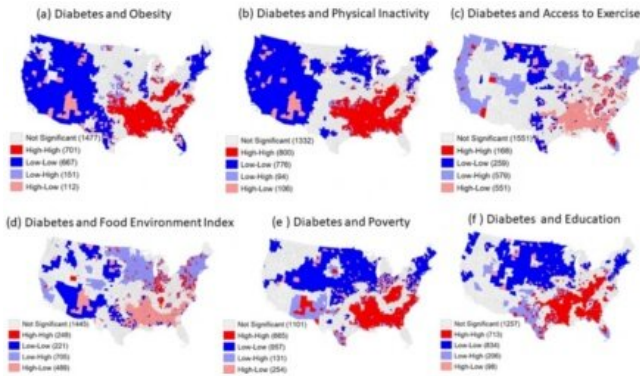 (a) Diabetes and Obesity
Not Significant (1477)
High-High (701)
Low-Low (667)
Low-High (151)
High-Low (112)
(b) Diabetes and Physical Inactivity
Not Significant (1332)
High-High (800)
Low-Low (776)
Low-High (94)
High-Low (106)
(c) Diabetes and Access to Exercise
Not Significant (1551)
High-High (168)
Low-Low (259)
Low-High (579)
High-Low (551)
(d) Diabetes and Food Environment Index
Not Significant (1445)
High-High (248)
Low-Low (221)
Low-High (705)
High-Low (489)
(e ) Diabetes and Poverty
Not Significant (1101)
High-High (665)
Low-Low (957)
Low-High (131)
High-Low (254)
(f ) Diabetes and Education
Not Significant (1257)
High-High (713)
Low-Low (834)
Low-High (206)
High-Low (98)